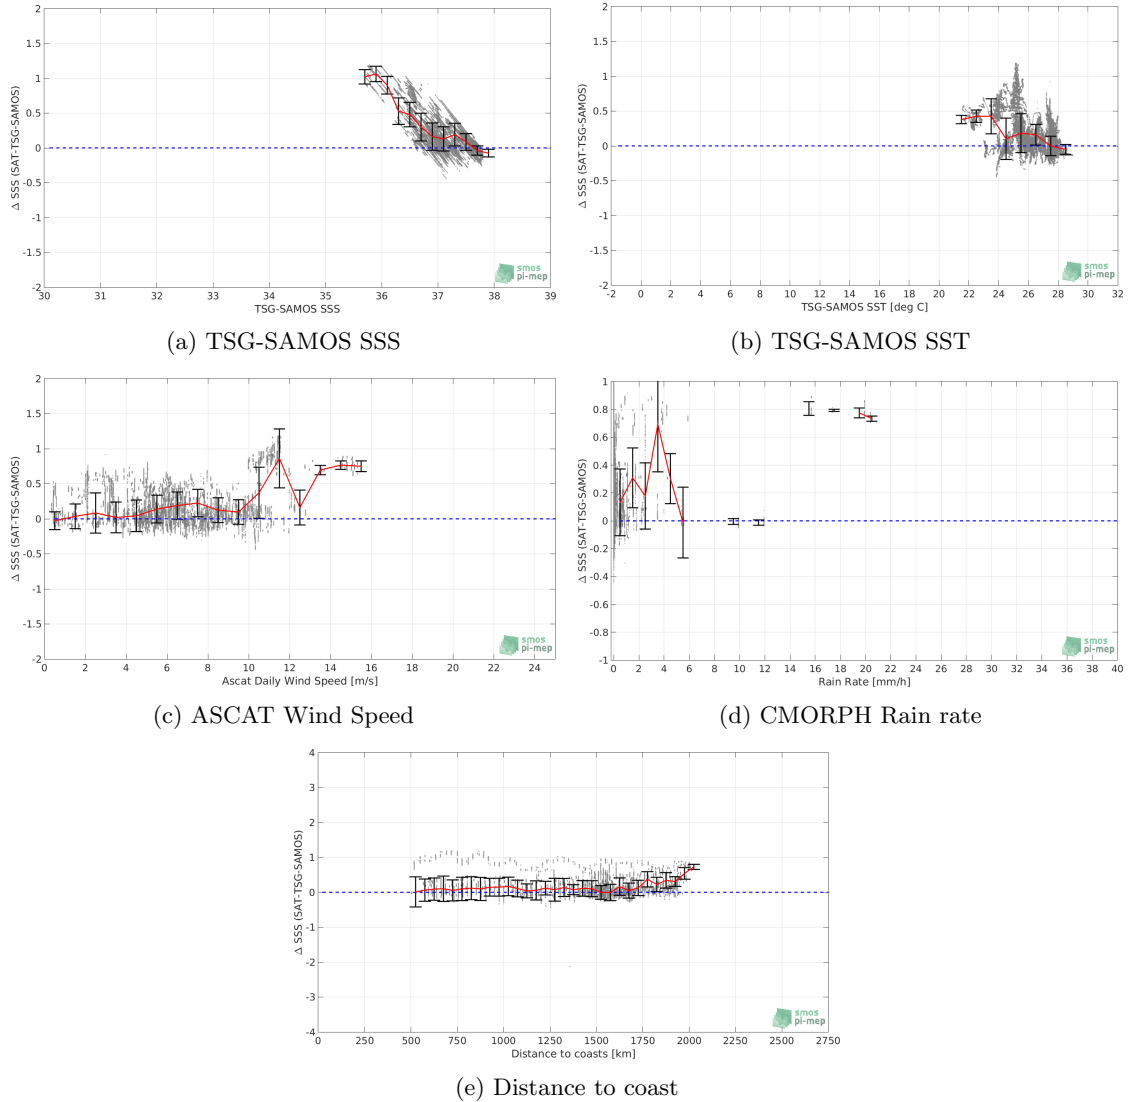 2
1.5
1
0.5
0
-0.5
-1
-1.5
-2
Δ SSS (SAT-TSG-SAMOS)
30 31 32 33 34 35 36 37 38 39
TSG-SAMOS SSS
smos
pi-mep
(a) TSG-SAMOS SSS
2
1.5
1
0.5
0
-0.5
-1
-1.5
-2
Δ SSS (SAT-TSG-SAMOS)
-2 0 2 4 6 8 10 12 14 16 18 20 22 24 26 28 30 32
TSG-SAMOS SST [deg C]
smos
pi-mep
(b) TSG-SAMOS SST
2
1.5
1
0.5
0
-0.5
-1
-1.5
-2
Δ SSS (SAT-TSG-SAMOS)
0 2 4 6 8 10 12 14 16 18 20 22 24
Ascat Daily Wind Speed [m/s]
smos
pi-mep
(c) ASCAT Wind Speed
1
0.8
0.6
0.4
0.2
0
-0.2
-0.4
-0.6
-0.8
-1
Δ SSS (SAT-TSG-SAMOS)
0 2 4 6 8 10 12 14 16 18 20 22 24 26 28 30 32 34 36 38 40
Rain Rate [mm/h]
smos
pi-mep
(d) CMORPH Rain rate
4
3
2
1
0
-1
-2
-3
-4
Δ SSS (SAT-TSG-SAMOS)
0 250 500 750 1000 1250 1500 1750 2000 2250 2500 2750
Distance to coasts [km]
smos
pi-mep
(e) Distance to coast